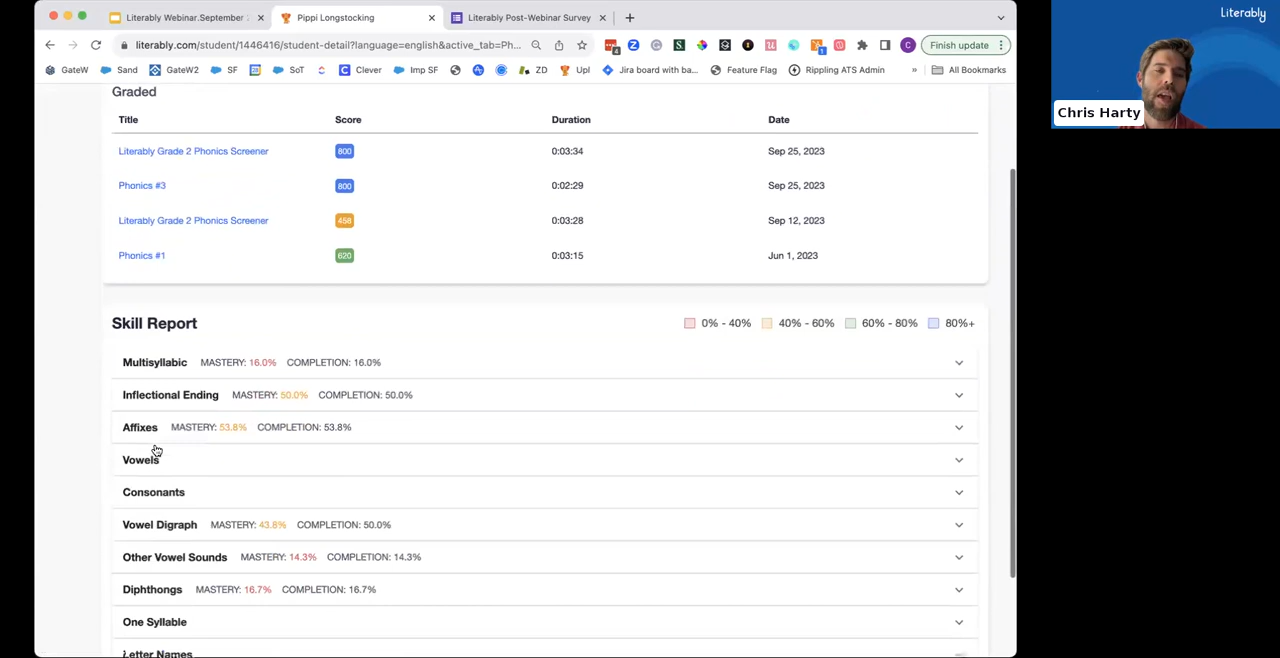 Literably Webinar.September
Pippi Longstocking
Literably Post-Webinar Survey
literably.com/student/1446416/student-detail?language=english&active_tab=Ph...
Finish update
GateW
Sand
GateW2
SF
SoT
Clever
Imp SF
ZD
Upl
Jira board with ba...
Feature Flag
Rippling ATS Admin
»
All Bookmarks
Literably
Chris Harty
Graded
Title Score Duration Date
Literably Grade 2 Phonics Screener 800 0:03:34 Sep 25, 2023
Phonics #3 800 0:02:29 Sep 25, 2023
Literably Grade 2 Phonics Screener 458 0:03:28 Sep 12, 2023
Phonics #1 620 0:03:15 Jun 1, 2023
Skill Report 0% - 40% 40% - 60% 60% - 80% 80%+
Multisyllabic MASTERY: 16.0% COMPLETION: 16.0%
Inflectional Ending MASTERY: 50.0% COMPLETION: 50.0%
Affixes MASTERY: 53.8% COMPLETION: 53.8%
Vowels
Consonants
Vowel Digraph MASTERY: 43.8% COMPLETION: 50.0%
Other Vowel Sounds MASTERY: 14.3% COMPLETION: 14.3%
Diphthongs MASTERY: 16.7% COMPLETION: 16.7%
One Syllable
Letter Names